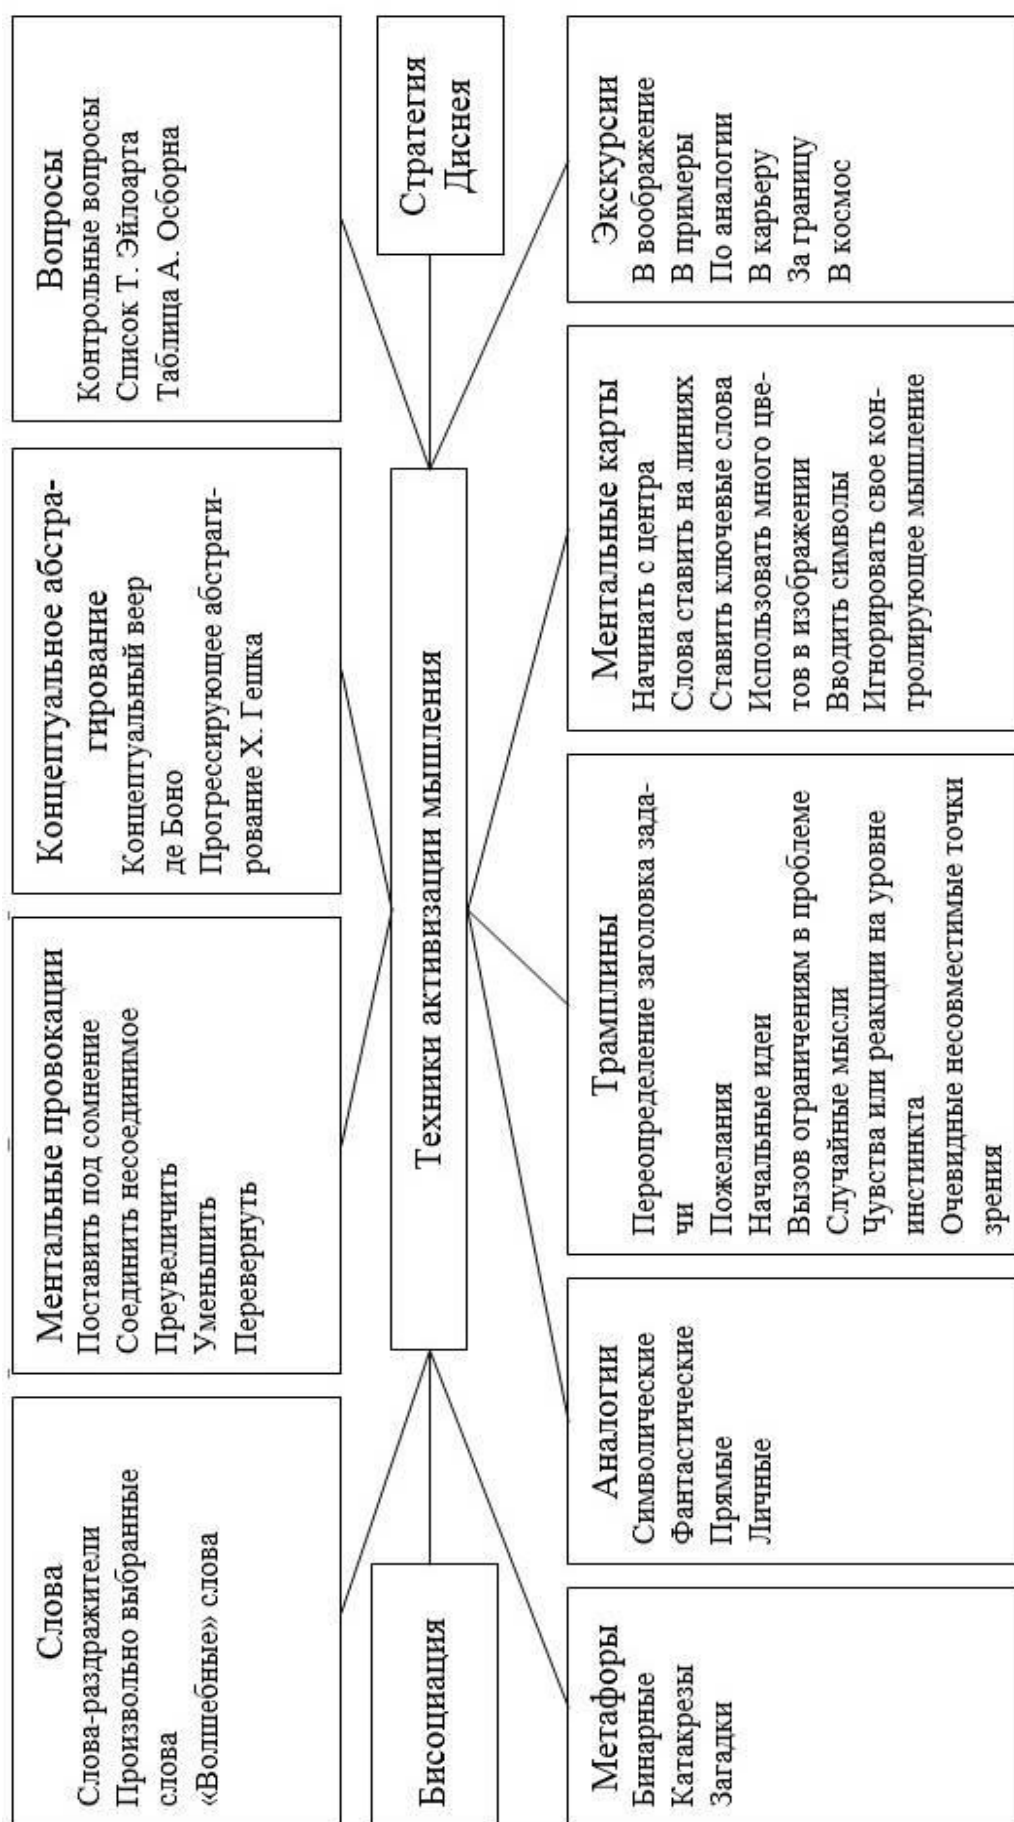 Слова
Слова-раздражители
Произвольно выбранные
слова
«Волшебные» слова
Ментальные провокации
Поставить под сомнение
Соединить несоединимое
Преувеличить
Уменьшить
Перевернуть
Концептуальное абстра-
гирование
Концептуальный веер
де Боно
Прогрессирующее абстраги-
рование Х. Гешка
Вопросы
Контрольные вопросы
Список Т. Эйлоарта
Таблица А. Осборна
Бисоциация
Техники активизации мышления
Стратегия
Диснея
Метафоры
Бинарные
Катакрезы
Загадки
Аналогии
Символические
Фантастические
Прямые
Личные
Трамплины
Переопределение заголовка зада-
чи
Пожелания
Начальные идеи
Вызов ограничениям в проблеме
Случайные мысли
Чувства или реакции на уровне
инстинкта
Очевидные несовместимые точки
зрения
Ментальные карты
Начинать с центра
Слова ставить на линиях
Ставить ключевые слова
Использовать много цве-
тов в изображении
Вводить символы
Игнорировать свое кон-
тролирующее мышление
Экскурсии
В воображение
В примеры
По аналогии
В карьеру
За границу
В космос